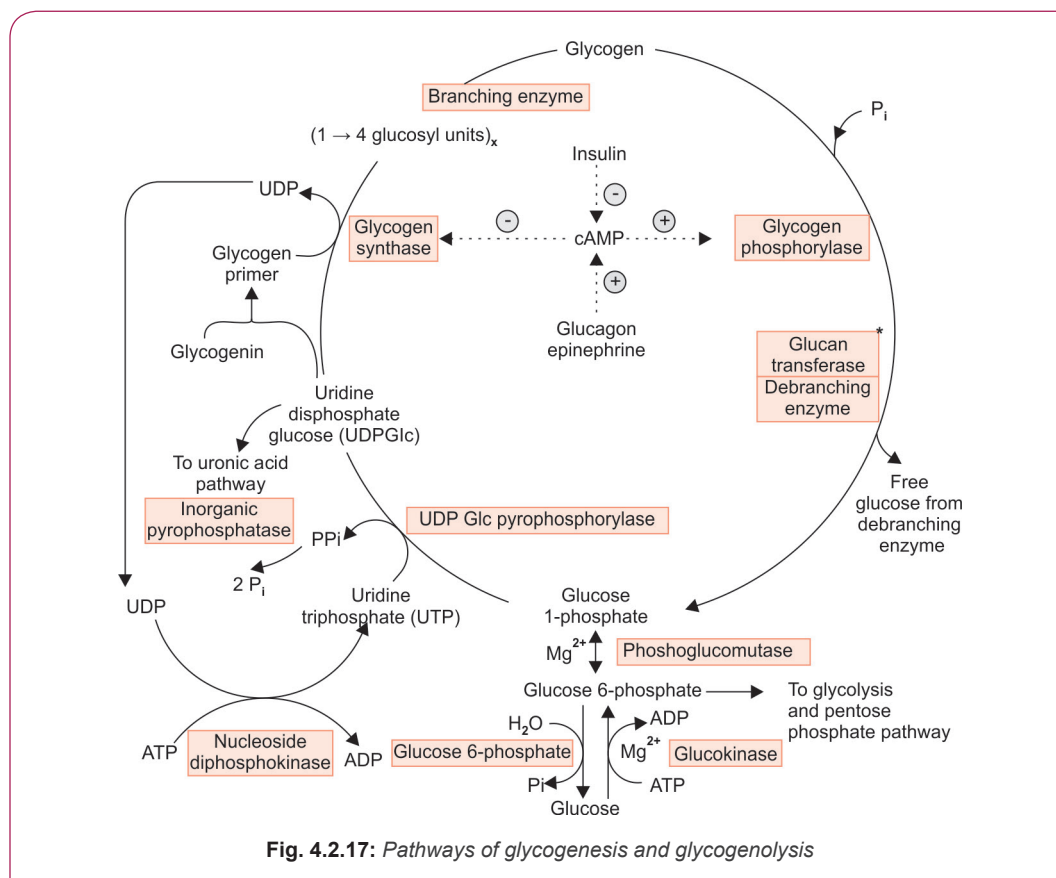 Glycogen
Branching enzyme
(1 → 4 glucosyl units)x
Pi
Insulin
-
UDP
Glycogen
synthase
-
cAMP
+
Glycogen
phosphorylase
Glycogen
primer
+
Glucagon
epinephrine
Glycogenin
*
Glucan
transferase
Debranching
enzyme
Uridine
disphosphate
glucose (UDPGlc)
To uronic acid
pathway
Inorganic
pyrophosphatase
UDP Glc pyrophosphorylase
Free
glucose from
debranching
enzyme
PPi
2 Pi
UDP
Uridine
triphosphate (UTP)
Glucose
1-phosphate
Mg2+
Phoshoglucomutase
Glucose 6-phosphate
To glycolysis
and pentose
phosphate pathway
ATP
Nucleoside
diphosphokinase
ADP
H2O
Glucose 6-phosphate
Pi
ADP
Mg2+
Glucokinase
ATP
Glucose
Fig. 4.2.17: Pathways of glycogenesis and glycogenolysis